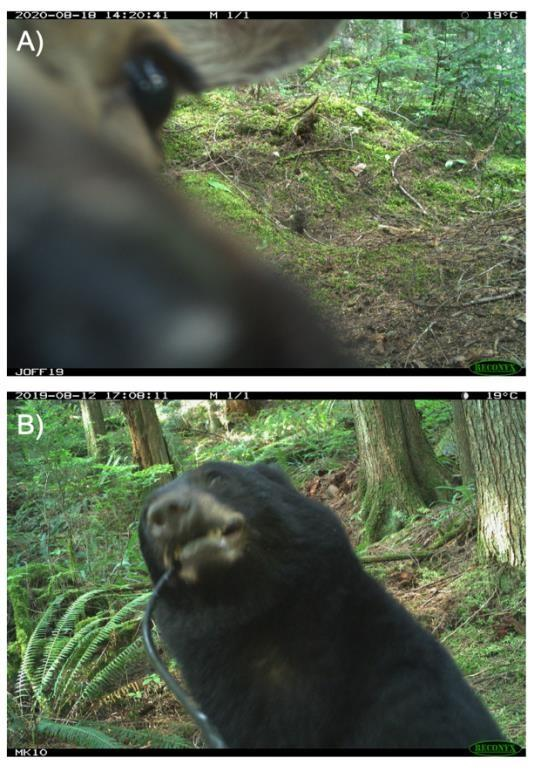 2020-08-18 14:20:41 M 1/1 19°C
A)
JOFF19 RECONYX
2019-08-12 17:08:11 M 1/1 19°C
B)
MK10 RECONYX